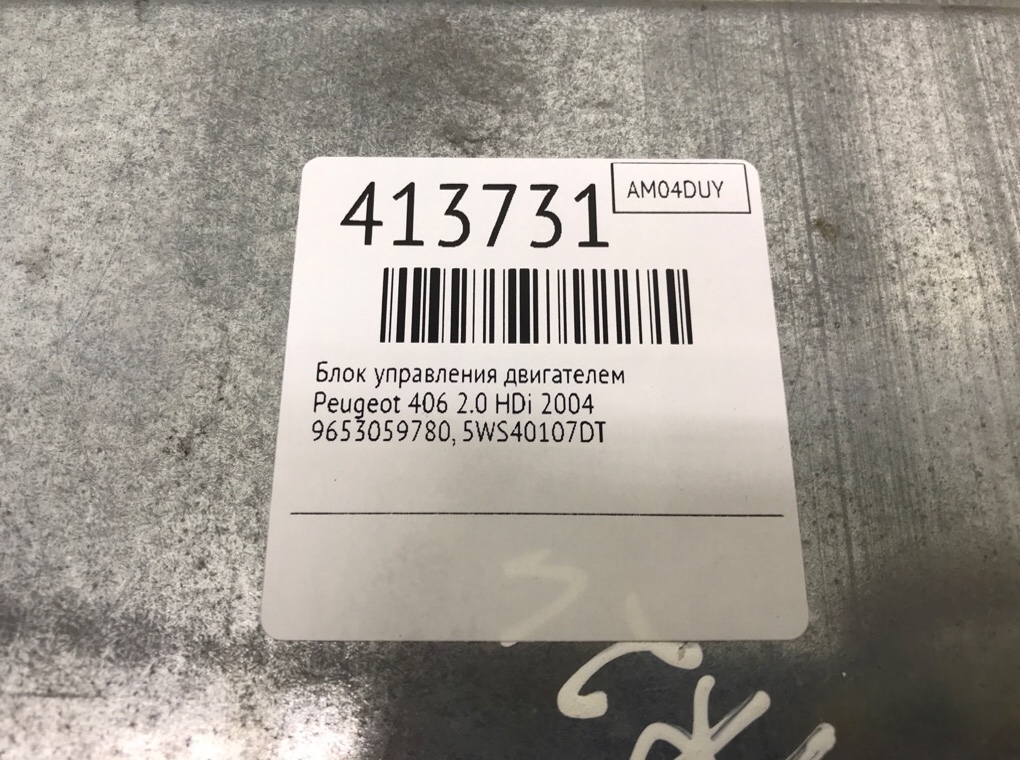 413731
AM04DUY
Блок управления двигателем
Peugeot 406 2.0 HDi 2004
9653059780, 5WS40107DT